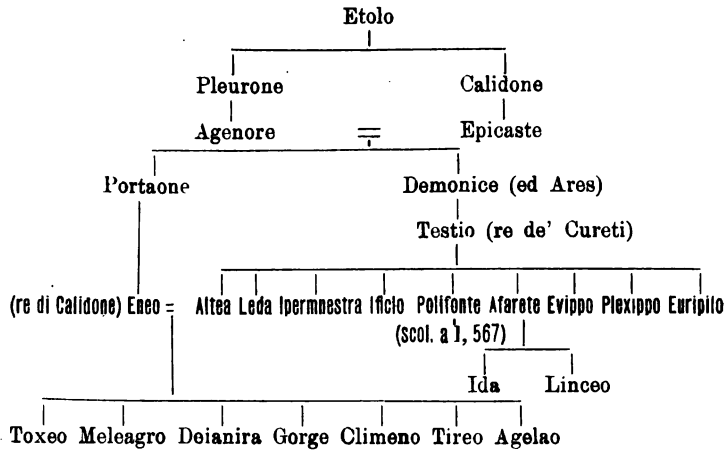 Etolo
Pleurone Calidone
Agenore = Epicaste
Portaone Demonice (ed Ares)
Testio (re de' Cureti)
(re di Calidone) Eneo = Altea Leda Ipermnestra Ificlo Polifonte Afarete Evippo Plexippo Euripilo
(scol. a I, 567)
Ida Linceo
Toxeo Meleagro Deianira Gorge Climeno Tireo Agelao